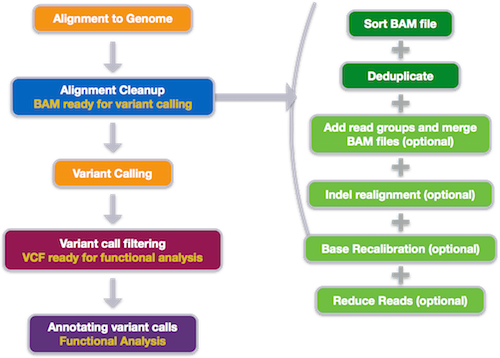 Alignment to Genome
Alignment Cleanup
BAM ready for variant calling
Variant Calling
Variant call filtering
VCF ready for functional analysis
Annotating variant calls
Functional Analysis
Sort BAM file
+
Deduplicate
+
Add read groups and merge
BAM files (optional)
+
Indel realignment (optional)
+
Base Recalibration (optional)
+
Reduce Reads (optional)